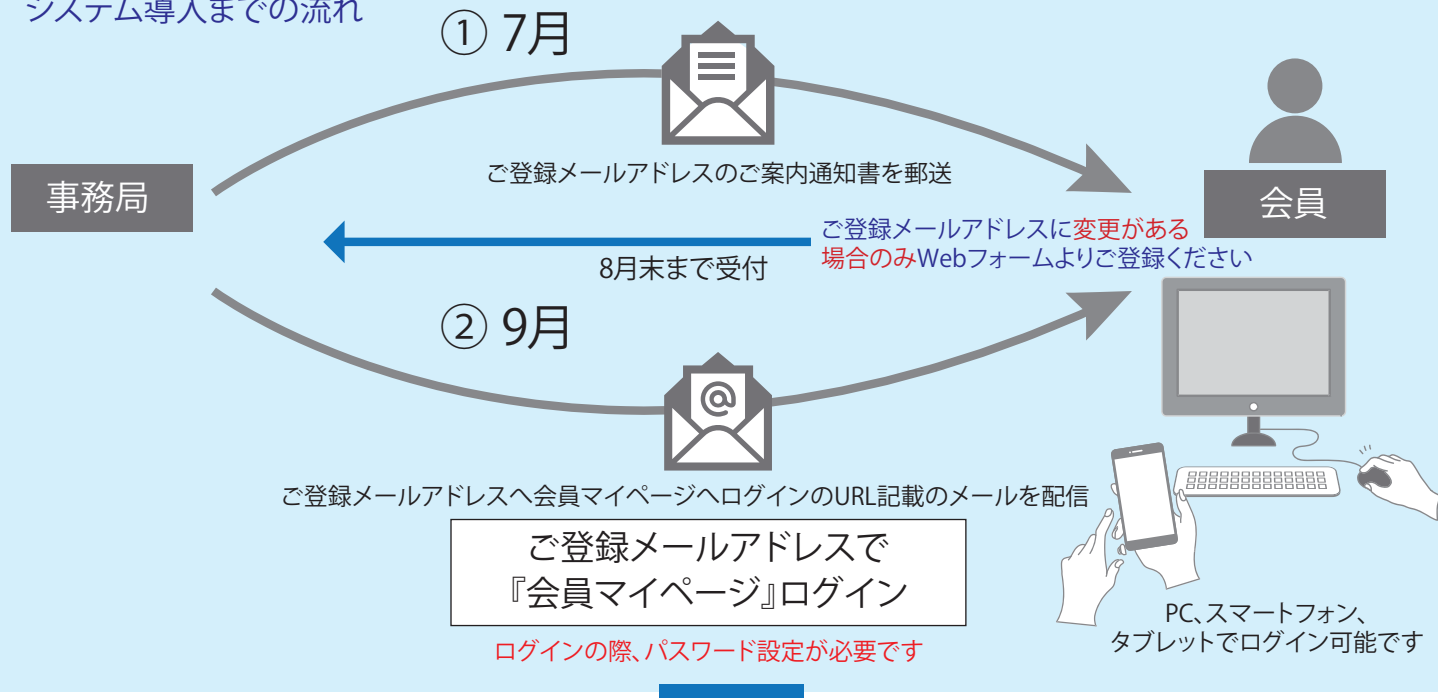 システム導入までの流れ
① 7月
ご登録メールアドレスのご案内通知書を郵送
事務局
会員
ご登録メールアドレスに変更がある
場合のみWebフォームよりご登録ください
8月末まで受付
② 9月
@
ご登録メールアドレスへ会員マイページへログインのURL記載のメールを配信
ご登録メールアドレスで
『会員マイページ』ログイン
ログインの際、パスワード設定が必要です
PC、スマートフォン、
タブレットでログイン可能です